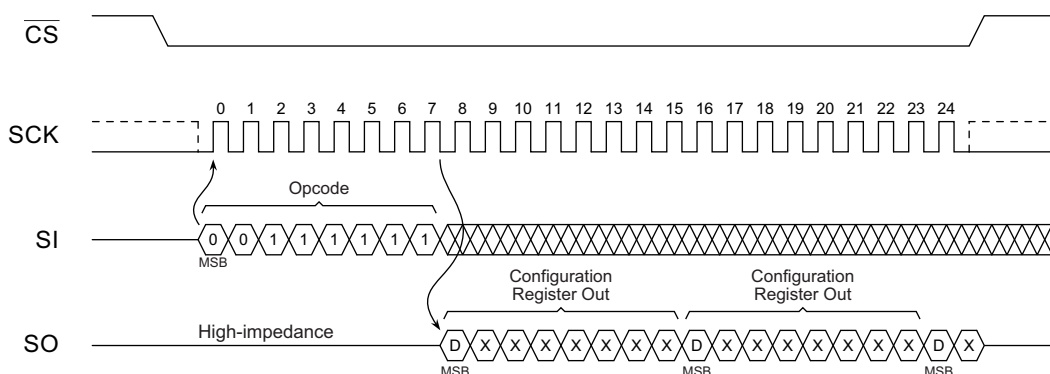 CS
0 1 2 3 4 5 6 7 8 9 10 11 12 13 14 15 16 17 18 19 20 21 22 23 24
SCK
Opcode
SI
0 0 1 1 1 1 1 1
MSB
Configuration
Register Out
Configuration
Register Out
High-impedance
SO
D X X X X X X X D X X X X X X X D X
MSB MSB MSB